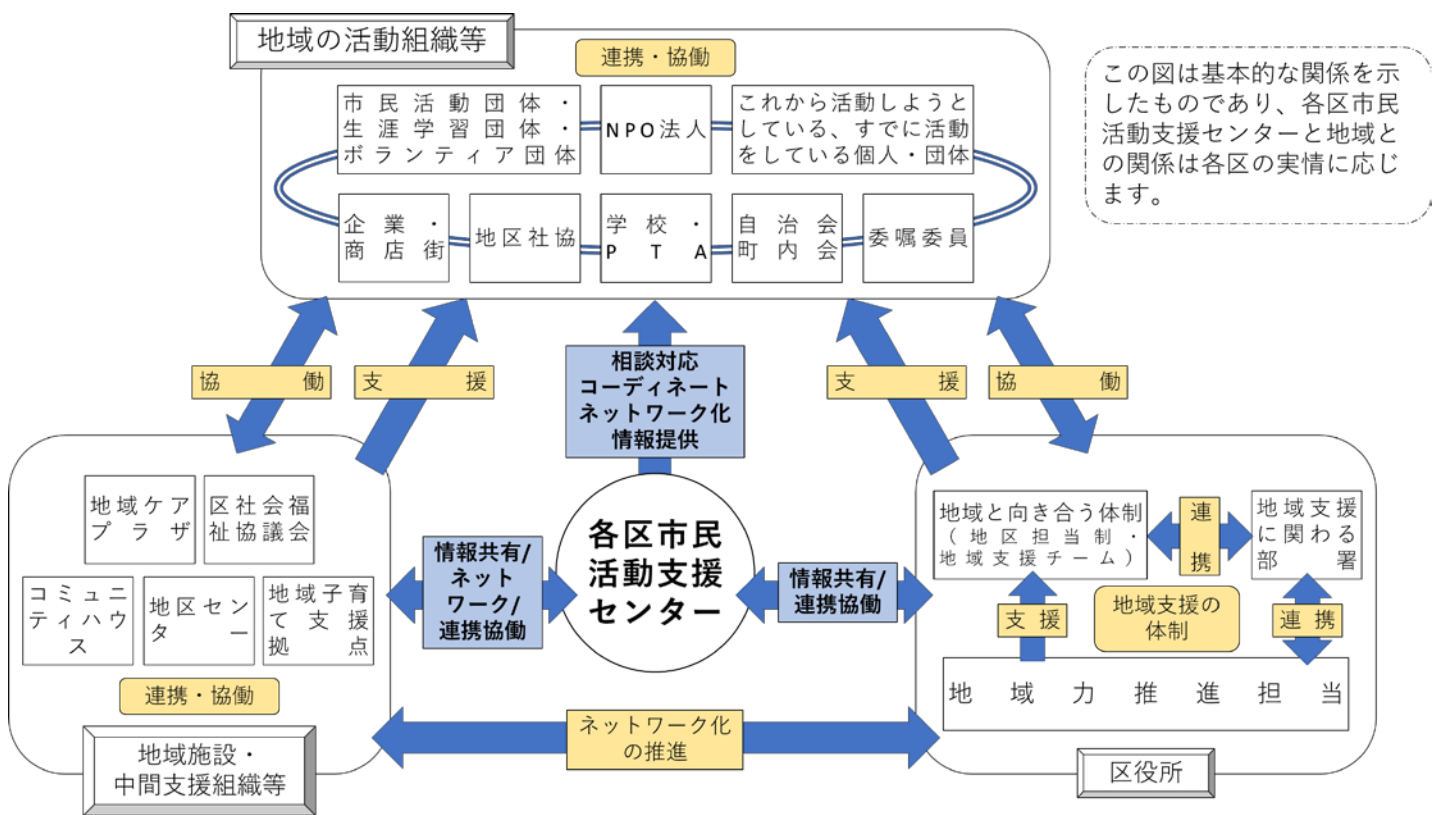 地域の活動組織等
連携・協働
この図は基本的な関係を示
したものであり、各区市民
活動支援センターと地域と
の関係は各区の実情に応じ
ます。
市民活動団体・
生涯学習団体・
ボランティア団体
NPO法人
これから活動しようと
している、すでに活動
をしている個人・団体
企業・
商店街
地区社協
学校・
PTA
自治会
町内会
委嘱委員
協働
支援
相談対応
コーディネート
ネットワーク化
情報提供
支援
協働
地域ケア
プラザ
区社会福
祉協議会
コミュニ
ティハウ
ス
地区セン
ター
地域子育
て支援
拠点
連携・協働
地域施設・
中間支援組織等
情報共有/
ネット
ワーク/
連携協働
各区市民
活動支援
センター
情報共有/
連携協働
地域と向き合う体制
（地区担当制・
地域支援チーム）
連
携
地域支援
に関わる
部署
支援
地域支援の
体制
連携
地域力推進担当
ネットワーク化
の推進
区役所